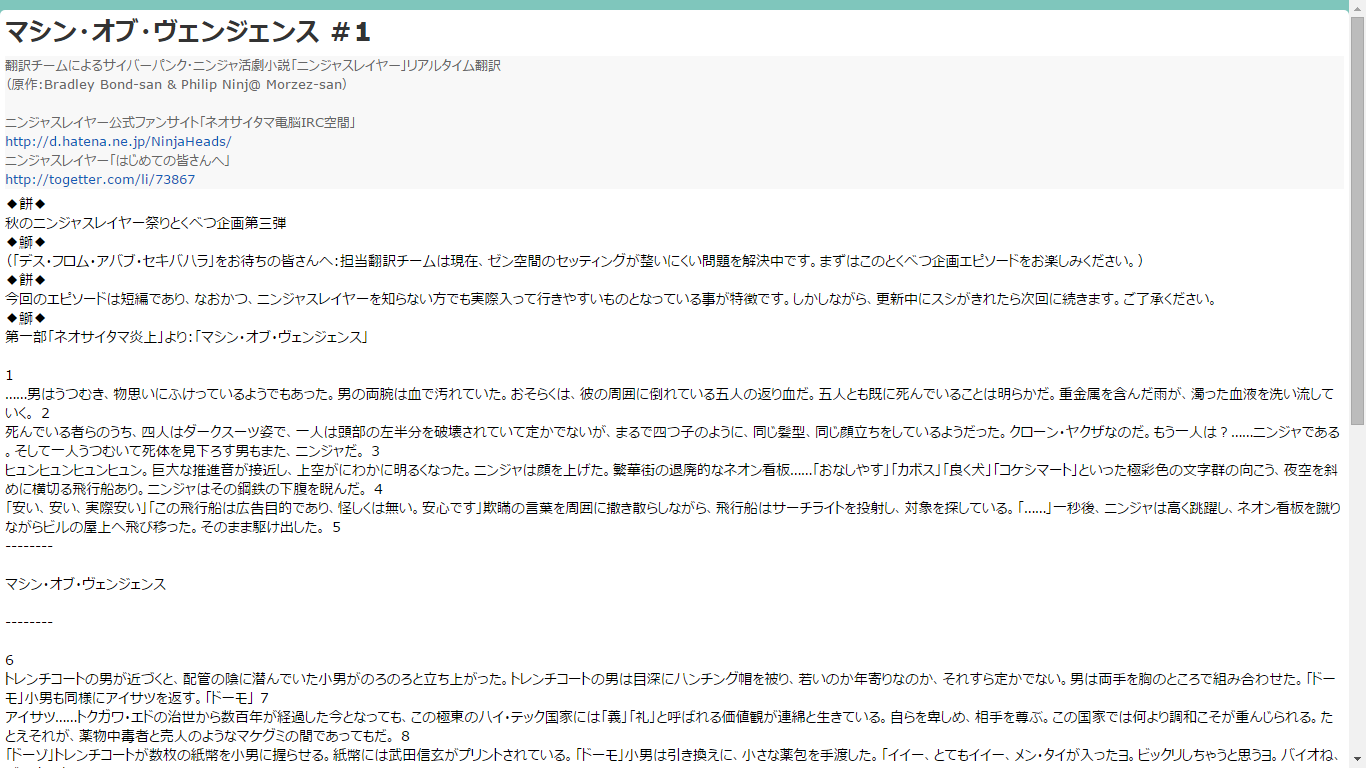 マシン・オブ・ヴェンジェンス #1
翻訳チームによるサイバーパンク・ニンジャ活劇小説「ニンジャスレイヤー」リアルタイム翻訳
(原作:Bradley Bond-san & Philip Ninj@ Morzez-san)
ニンジャスレイヤー公式ファンサイト「ネオサイタマ電脳IRC空間」
http://d.hatena.ne.jp/NinjaHeads/
ニンジャスレイヤー「はじめての皆さんへ」
http://togetter.com/li/73867
◆餅◆
秋のニンジャスレイヤー祭りとくべつ企画第三弾
◆鰤◆
(「デス・フロム・アバブ・セキバハラ」をお待ちの皆さんへ:担当翻訳チームは現在、ゼン空間のセッティングが整いにくい問題を解決中です。まずはこのとくべつ企画エピソードをお楽しみください。)
◆餅◆
今回のエピソードは短編であり、なおかつ、ニンジャスレイヤーを知らない方でも実際入って行きやすいものとなっている事が特徴です。しかしながら、更新中にスシがきれたら次回に続きます。ご了承ください。
◆鰤◆
第一部「ネオサイタマ炎上」より:「マシン・オブ・ヴェンジェンス」
1
……男はうつむき、物思いにふけっているようでもあった。男の両腕は血で汚れていた。おそらくは、彼の周囲に倒れている五人の返り血だ。五人とも既に死んでいることは明らかだ。重金属を含んだ雨が、濁った血液を洗い流して
いく。 2
死んでいる者らのうち、四人はダークスーツ姿で、一人は頭部の左半分を破壊されていて定かでないが、まるで四つ子のように、同じ髪型、同じ顔立ちをしているようだった。クローン・ヤクザなのだ。もう一人は?……ニンジャである
。そして一人うつむいて死体を見下ろす男もまた、ニンジャだ。 3
ヒュンヒュンヒュンヒュン。巨大な推進音が接近し、上空がにわかに明るくなった。ニンジャは顔を上げた。繁華街の退廃的なネオン看板……「おなしやす」「カボス」「良く犬」「コケシマート」といった極彩色の文字群の向こう、夜空を斜
めに横切る飛行船あり。ニンジャはその鋼鉄の下腹を睨んだ。 4
「安い、安い、実際安い」「この飛行船は広告目的であり、怪しくは無い。安心です」欺瞞の言葉を周囲に撒き散らしながら、飛行船はサーチライトを投射し、対象を探している。「……」一秒後、ニンジャは高く跳躍し、ネオン看板を蹴り
ながらビルの屋上へ飛び移った。そのまま駆け出した。 5
--------
マシン・オブ・ヴェンジェンス
--------
6
トレンチコートの男が近づくと、配管の陰に潜んでいた小男がのろのろと立ち上がった。トレンチコートの男は目深にハンチング帽を被り、若いのか年寄りなのか、それすら定かでない。男は両手を胸のところで組み合わせた。「ドー
モ」小男も同様にアイサツを返す。「ドーモ」 7
アイサツ……トクガワ・エドの治世から数百年が経過した今となっても、この極東のハイ・テック国家には「義」「礼」と呼ばれる価値観が連綿と生きている。自らを卑しめ、相手を尊ぶ。この国家では何より調和こそが重んじられる。た
とえそれが、薬物中毒者と売人のようなマケグミの間であってもだ。 8
「ドーゾ」トレンチコートが数枚の紙幣を小男に握らせる。紙幣には武田信玄がプリントされている。「ドーモ」小男は引き換えに、小さな薬包を手渡した。「イイー、とてもイイー、メン・タイが入ったヨ。ビックリしちゃうと思うヨ。バイオね、